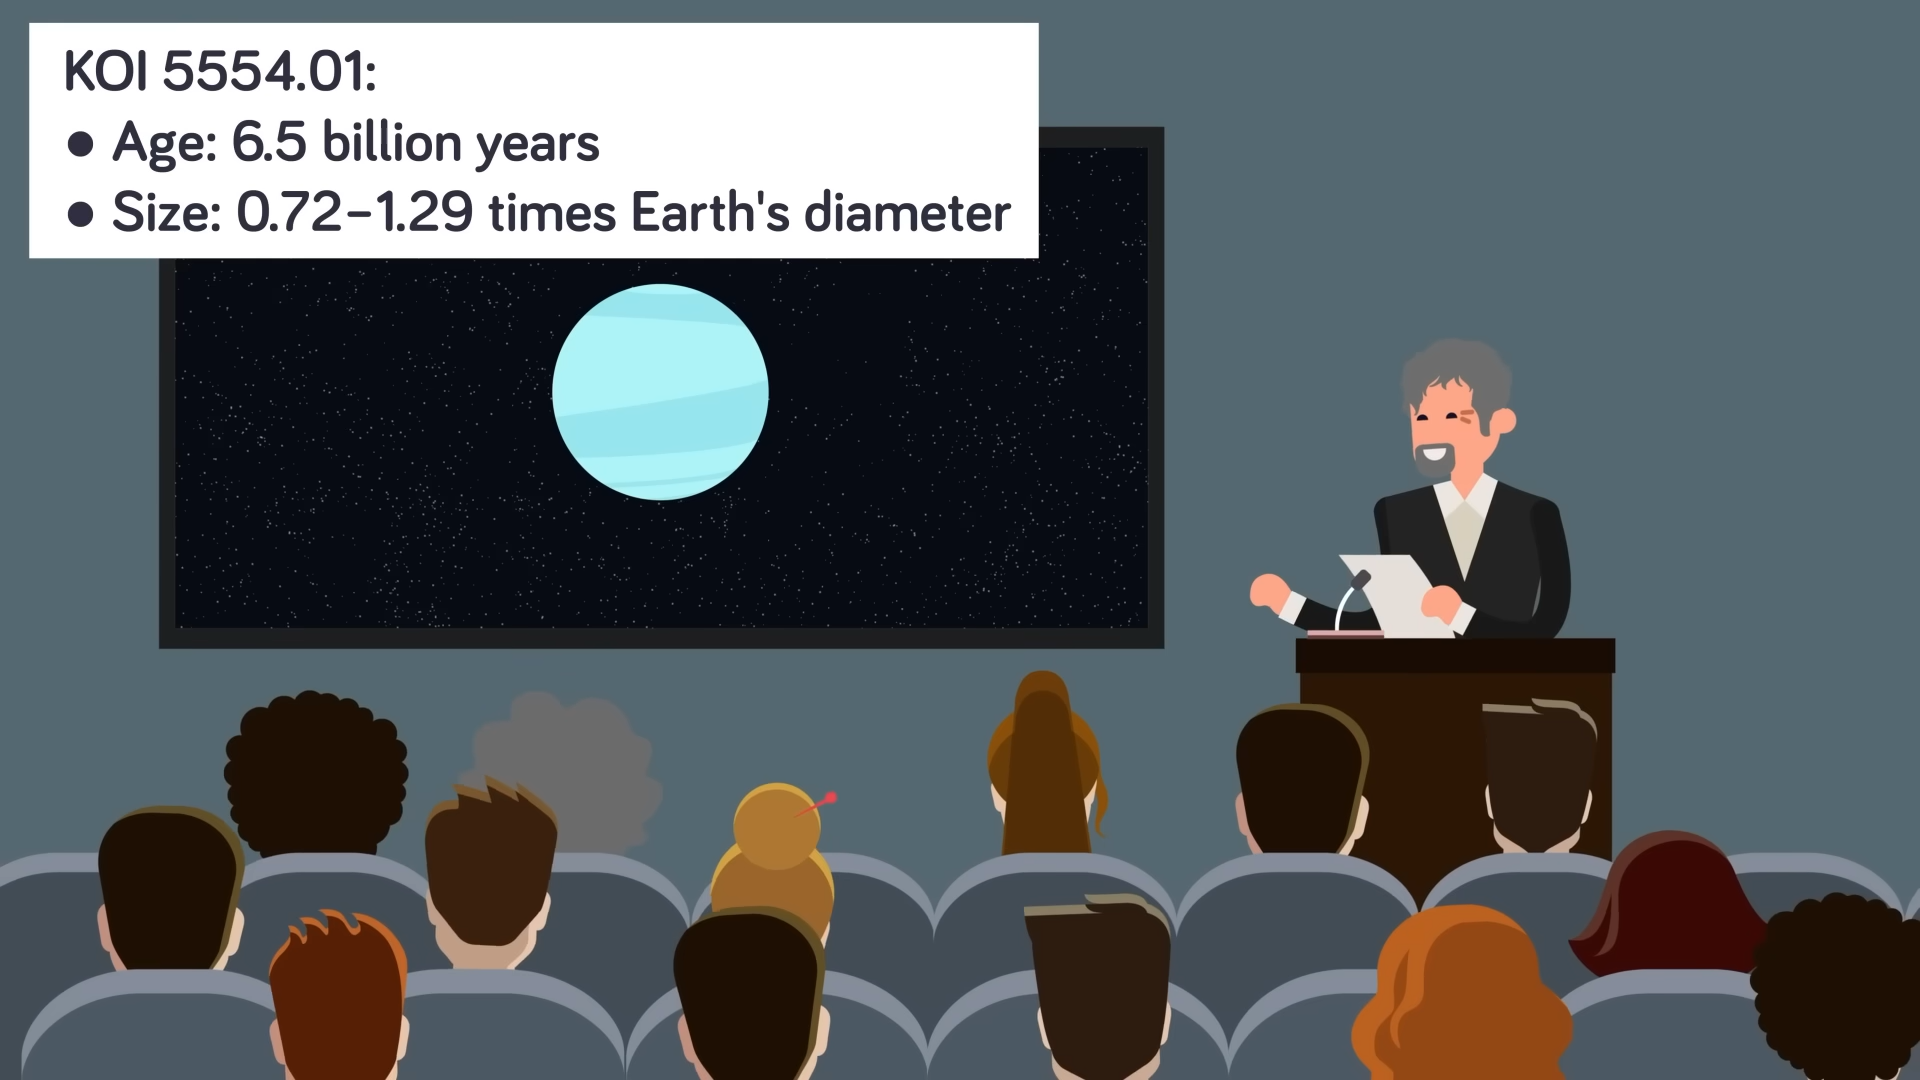 KOI 5554.01:
● Age: 6.5 billion years
● Size: 0.72–1.29 times Earth's diameter